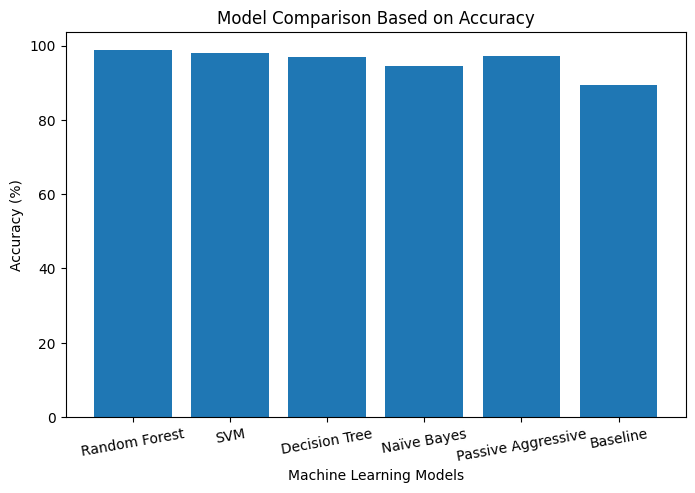 Model Comparison Based on Accuracy
100
80
60
40
20
0
Accuracy (%)
Random Forest
SVM
Decision Tree
Naïve Bayes
Passive Aggressive
Baseline
Machine Learning Models